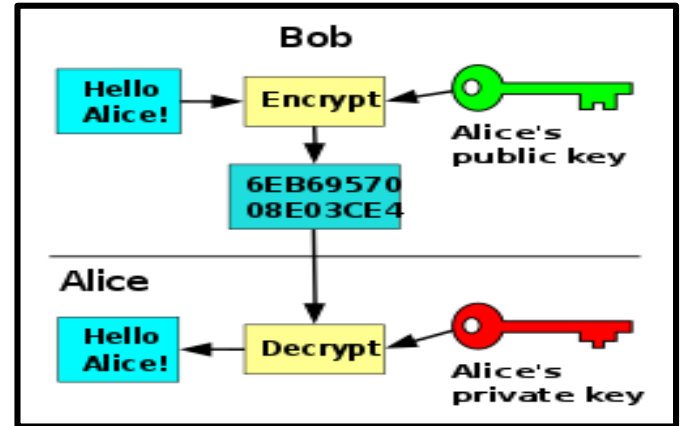 Bob
Hello
Alice!
Encrypt
Alice's
public key
6EB69570
08E03CE4
Alice
Hello
Alice!
Decrypt
Alice's
private key